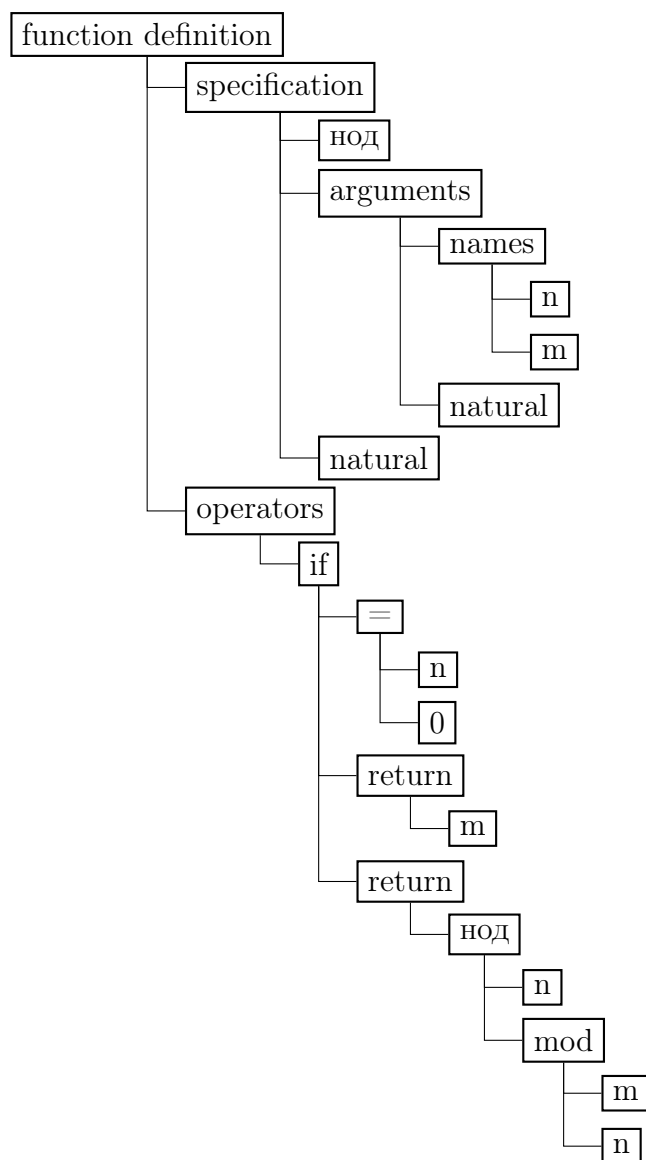 function definition
specification
нод
arguments
names
n
m
natural
natural
operators
if
=
n
0
return
m
return
нод
n
mod
m
n